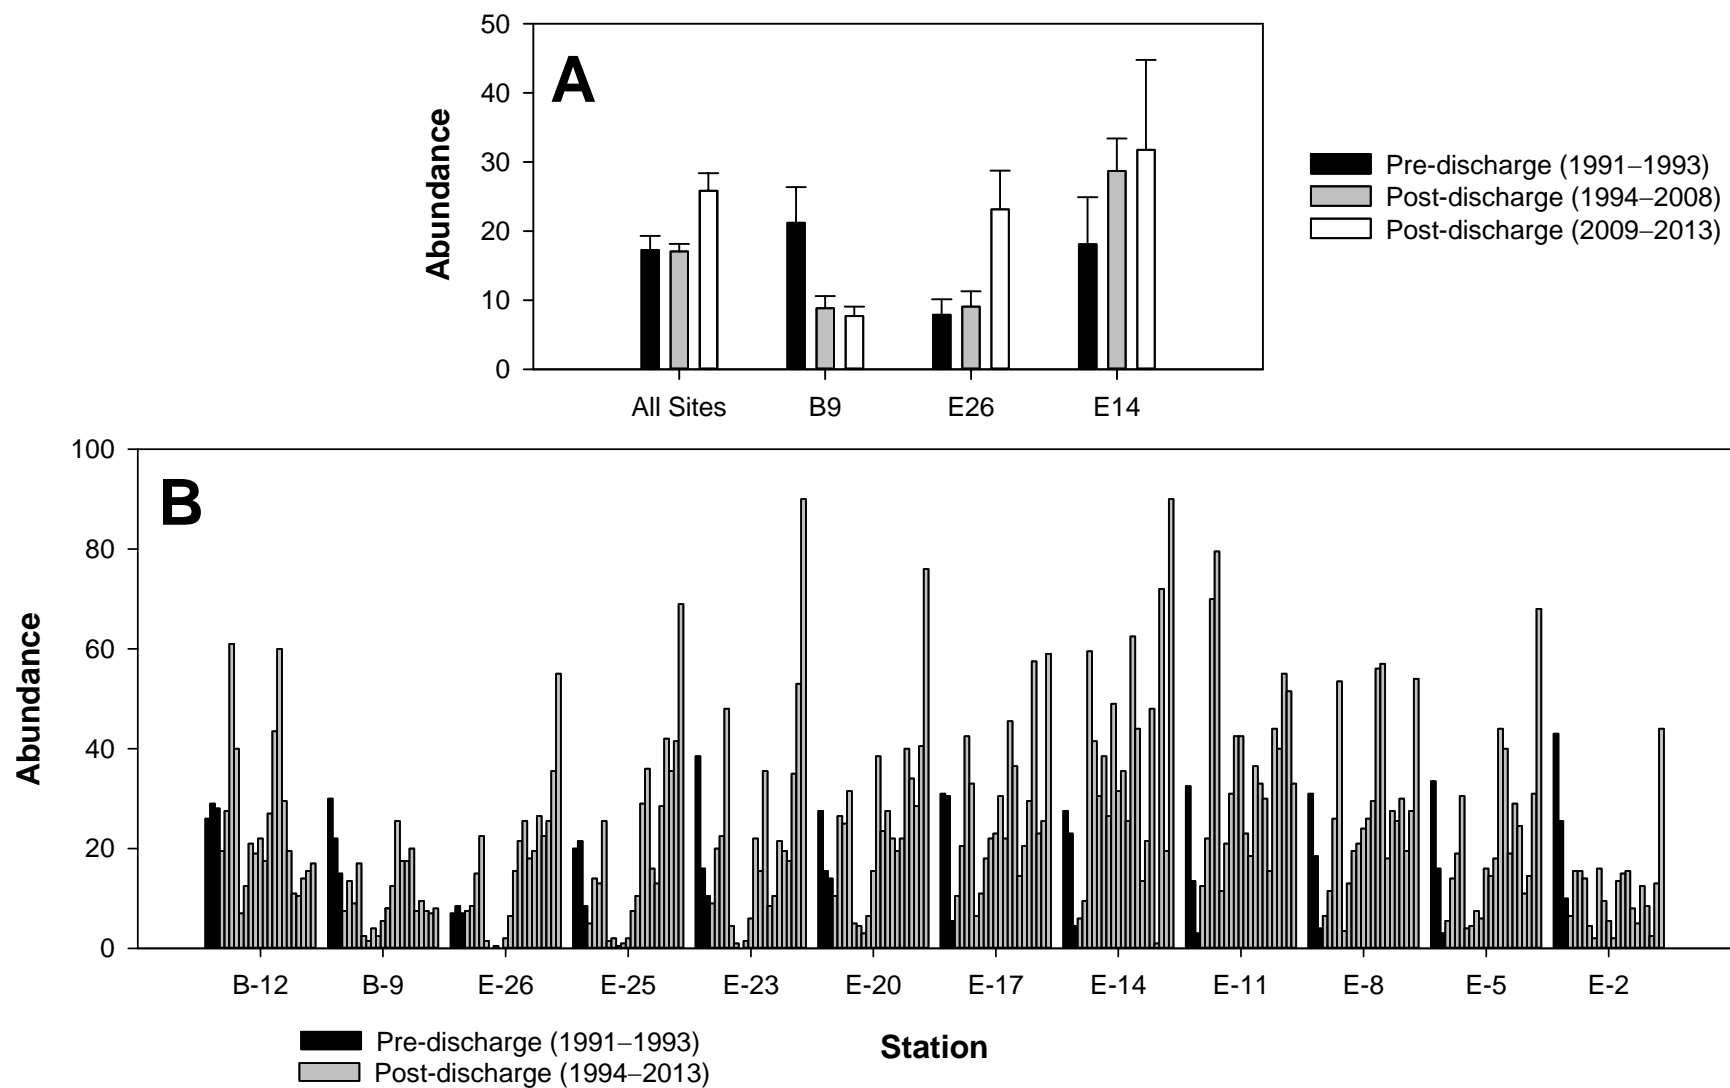 50
A
40
30
20
10
0
Abundance
All Sites B9 E26 E14
Pre-discharge (1991–1993)
Post-discharge (1994–2008)
Post-discharge (2009–2013)
100
B
80
60
40
20
0
Abundance
B-12 B-9 E-26 E-25 E-23 E-20 E-17 E-14 E-11 E-8 E-5 E-2
Station
Pre-discharge (1991–1993)
Post-discharge (1994–2013)